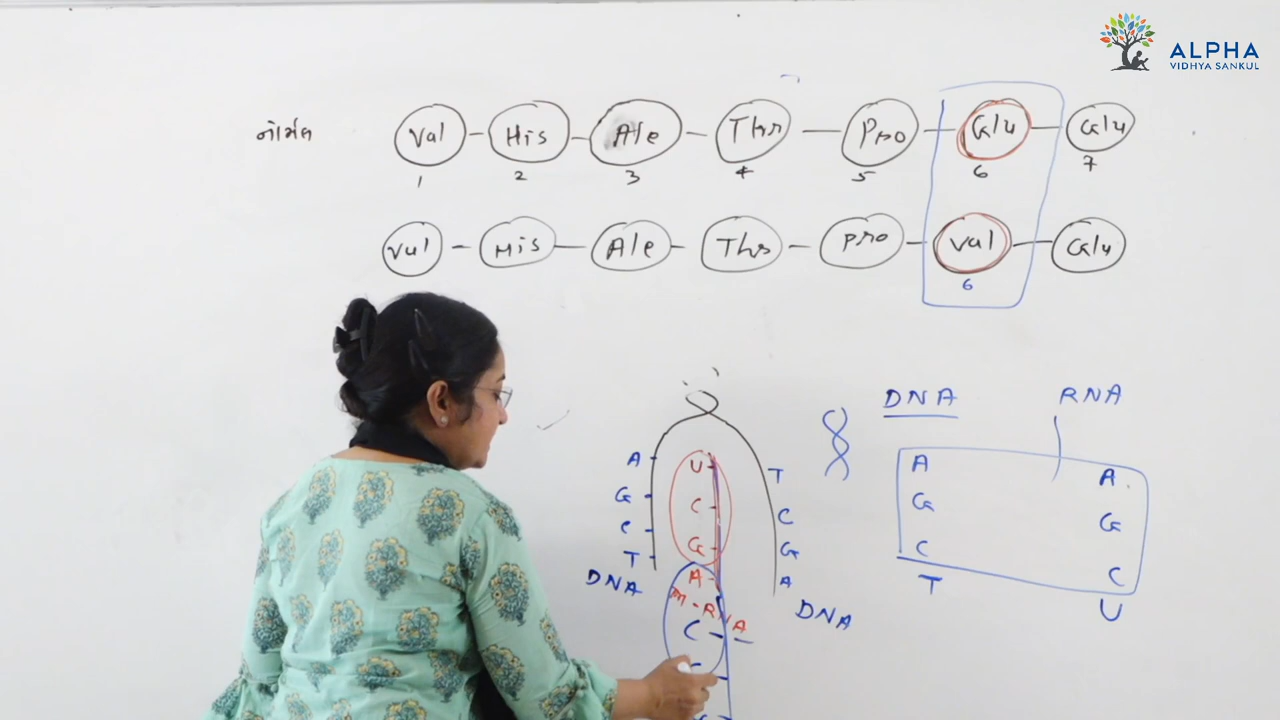 ALPHA
VIDHYA SANKUL
નોર્મલ Val - His - Ale - Thr - Pro - Glu - Glu
1 2 3 4 5 6 7
Val - His - Ale - Thr - Pro - Val - Glu
6
DNA RNA
A U T A A
G C C G G
C G G C C
T A A T U
DNA m-RNA DNA
C